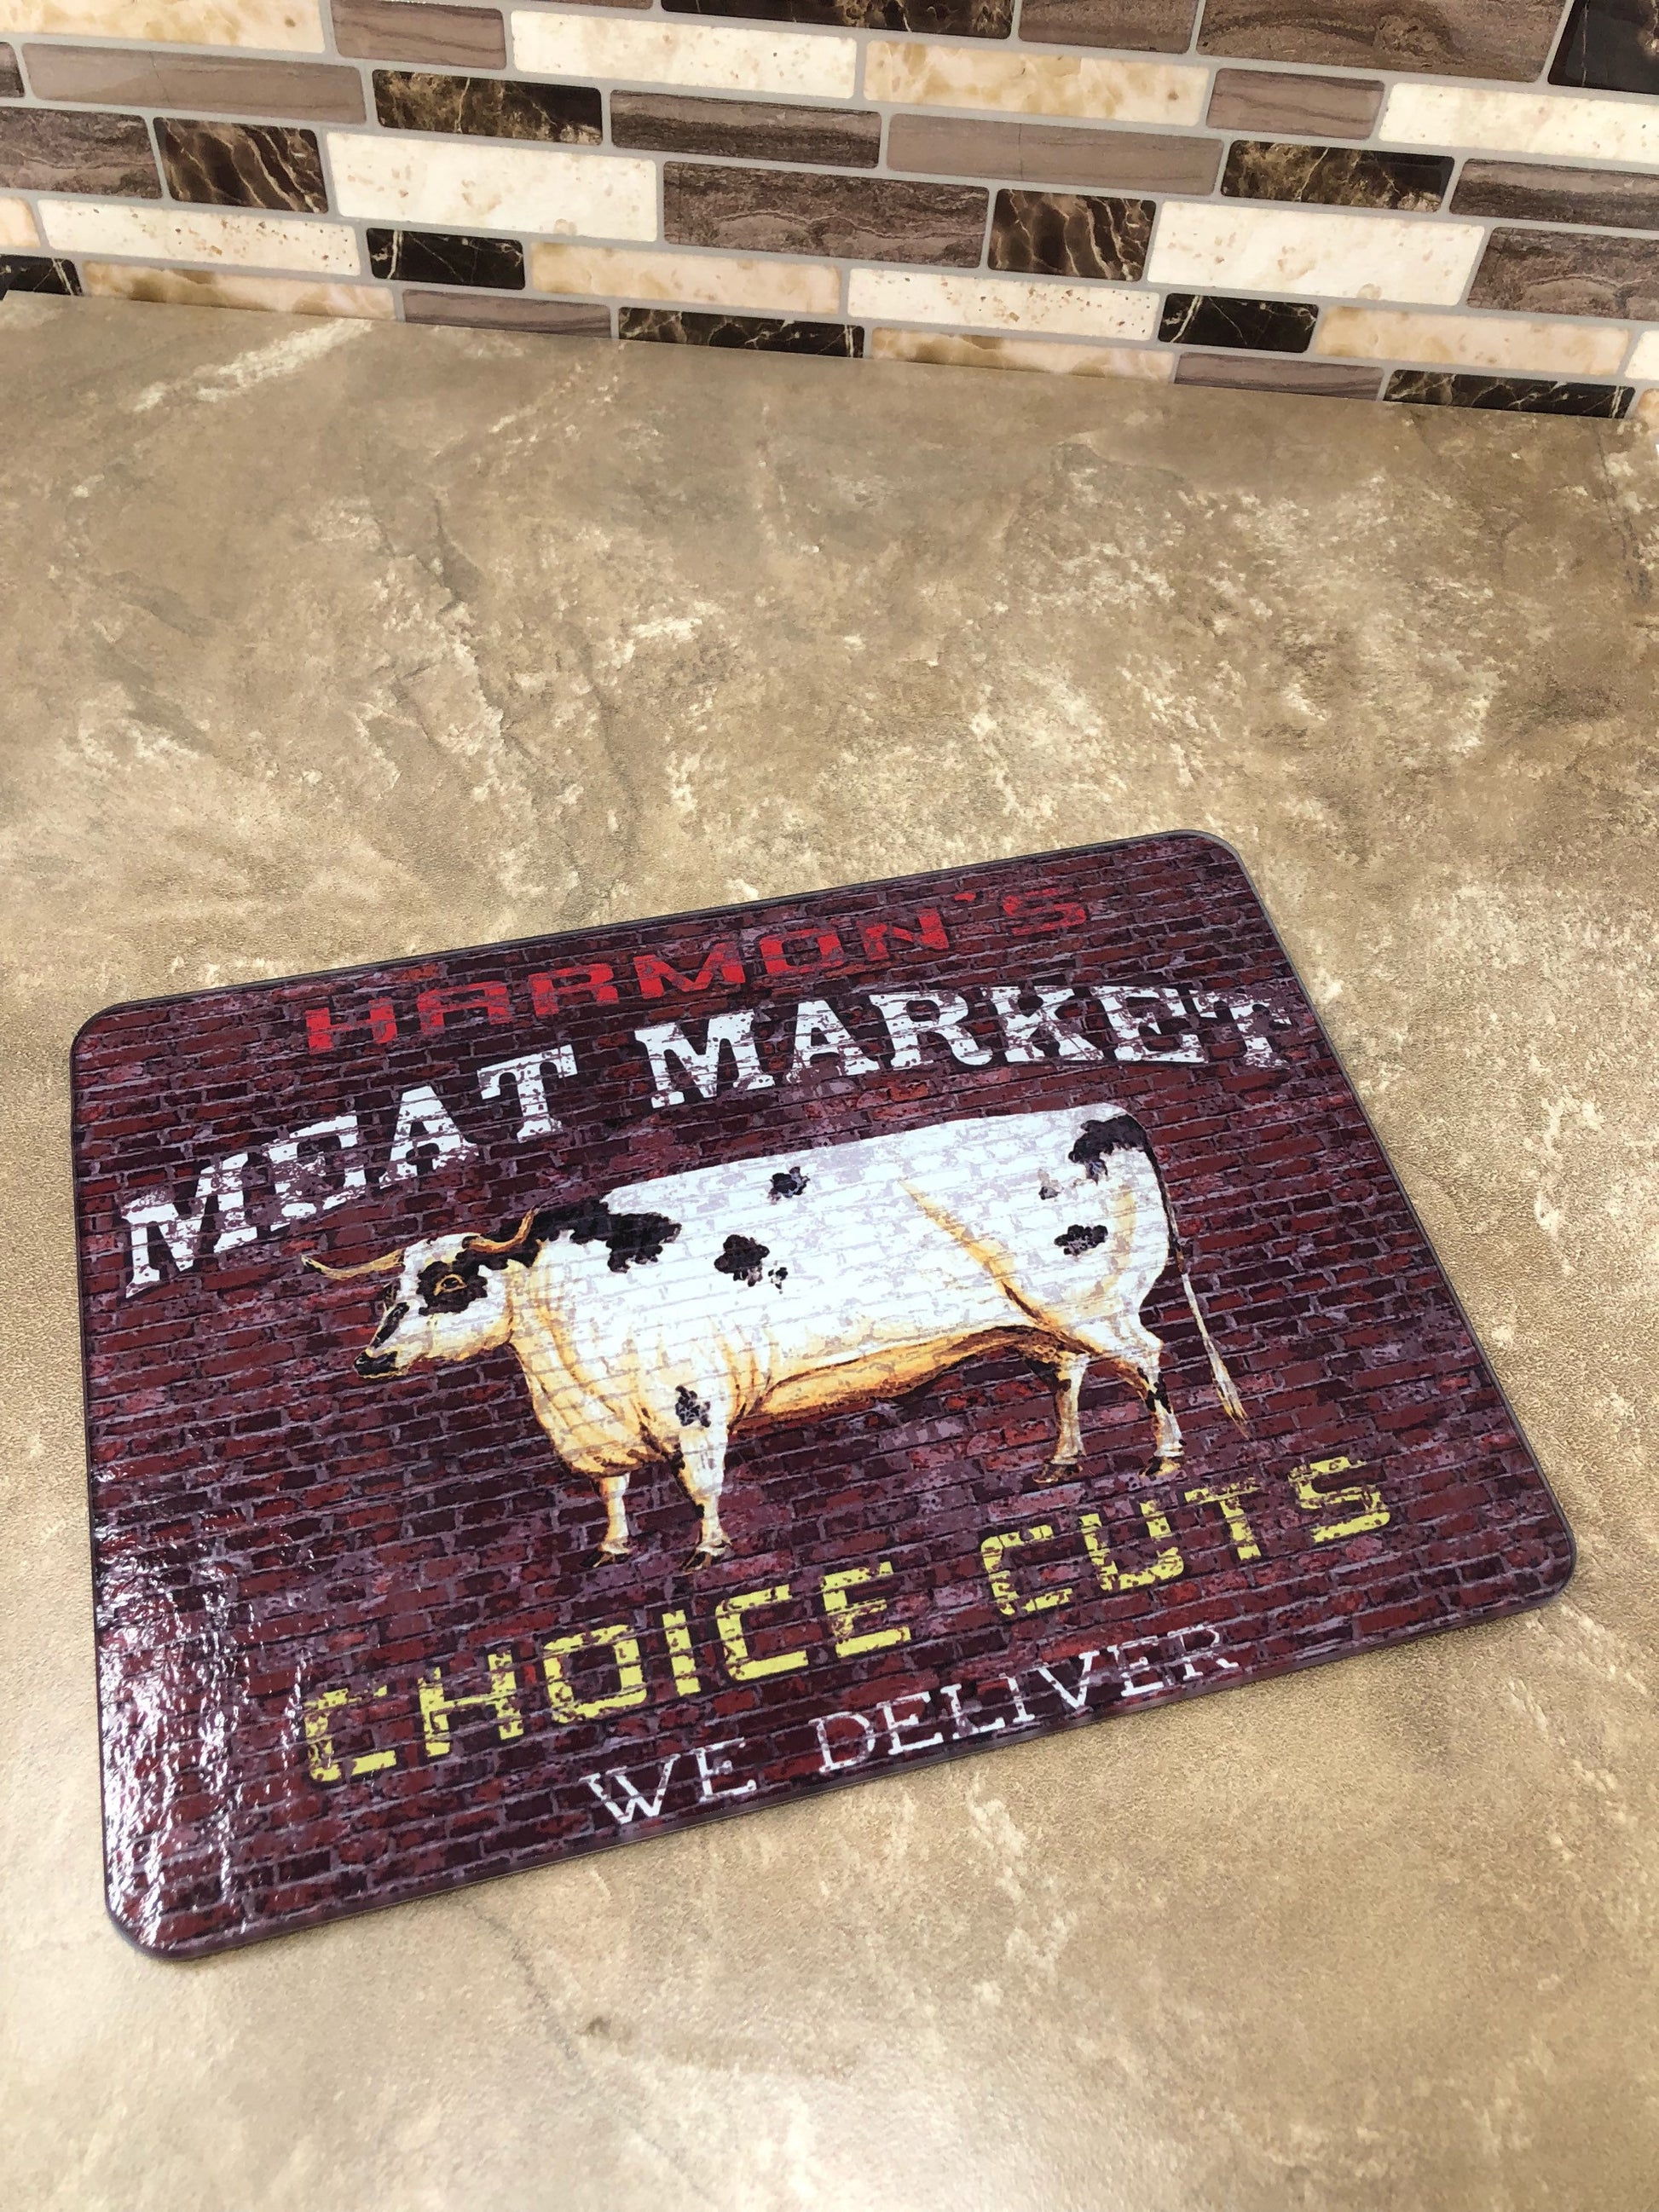 HARMON'S
MEAT MARKET
CHOICE CUTS
WE DELIVER